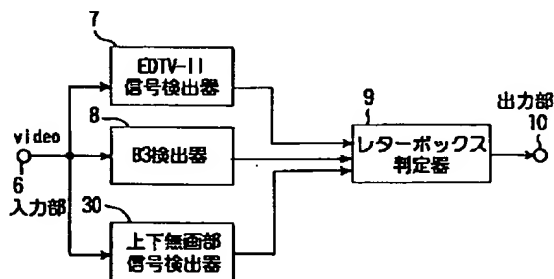 7
EDTV-II
信号検出器
8
B3検出器
video
6
入力部
30
上下無画部
信号検出器
9
レターボックス
判定器
出力部
10